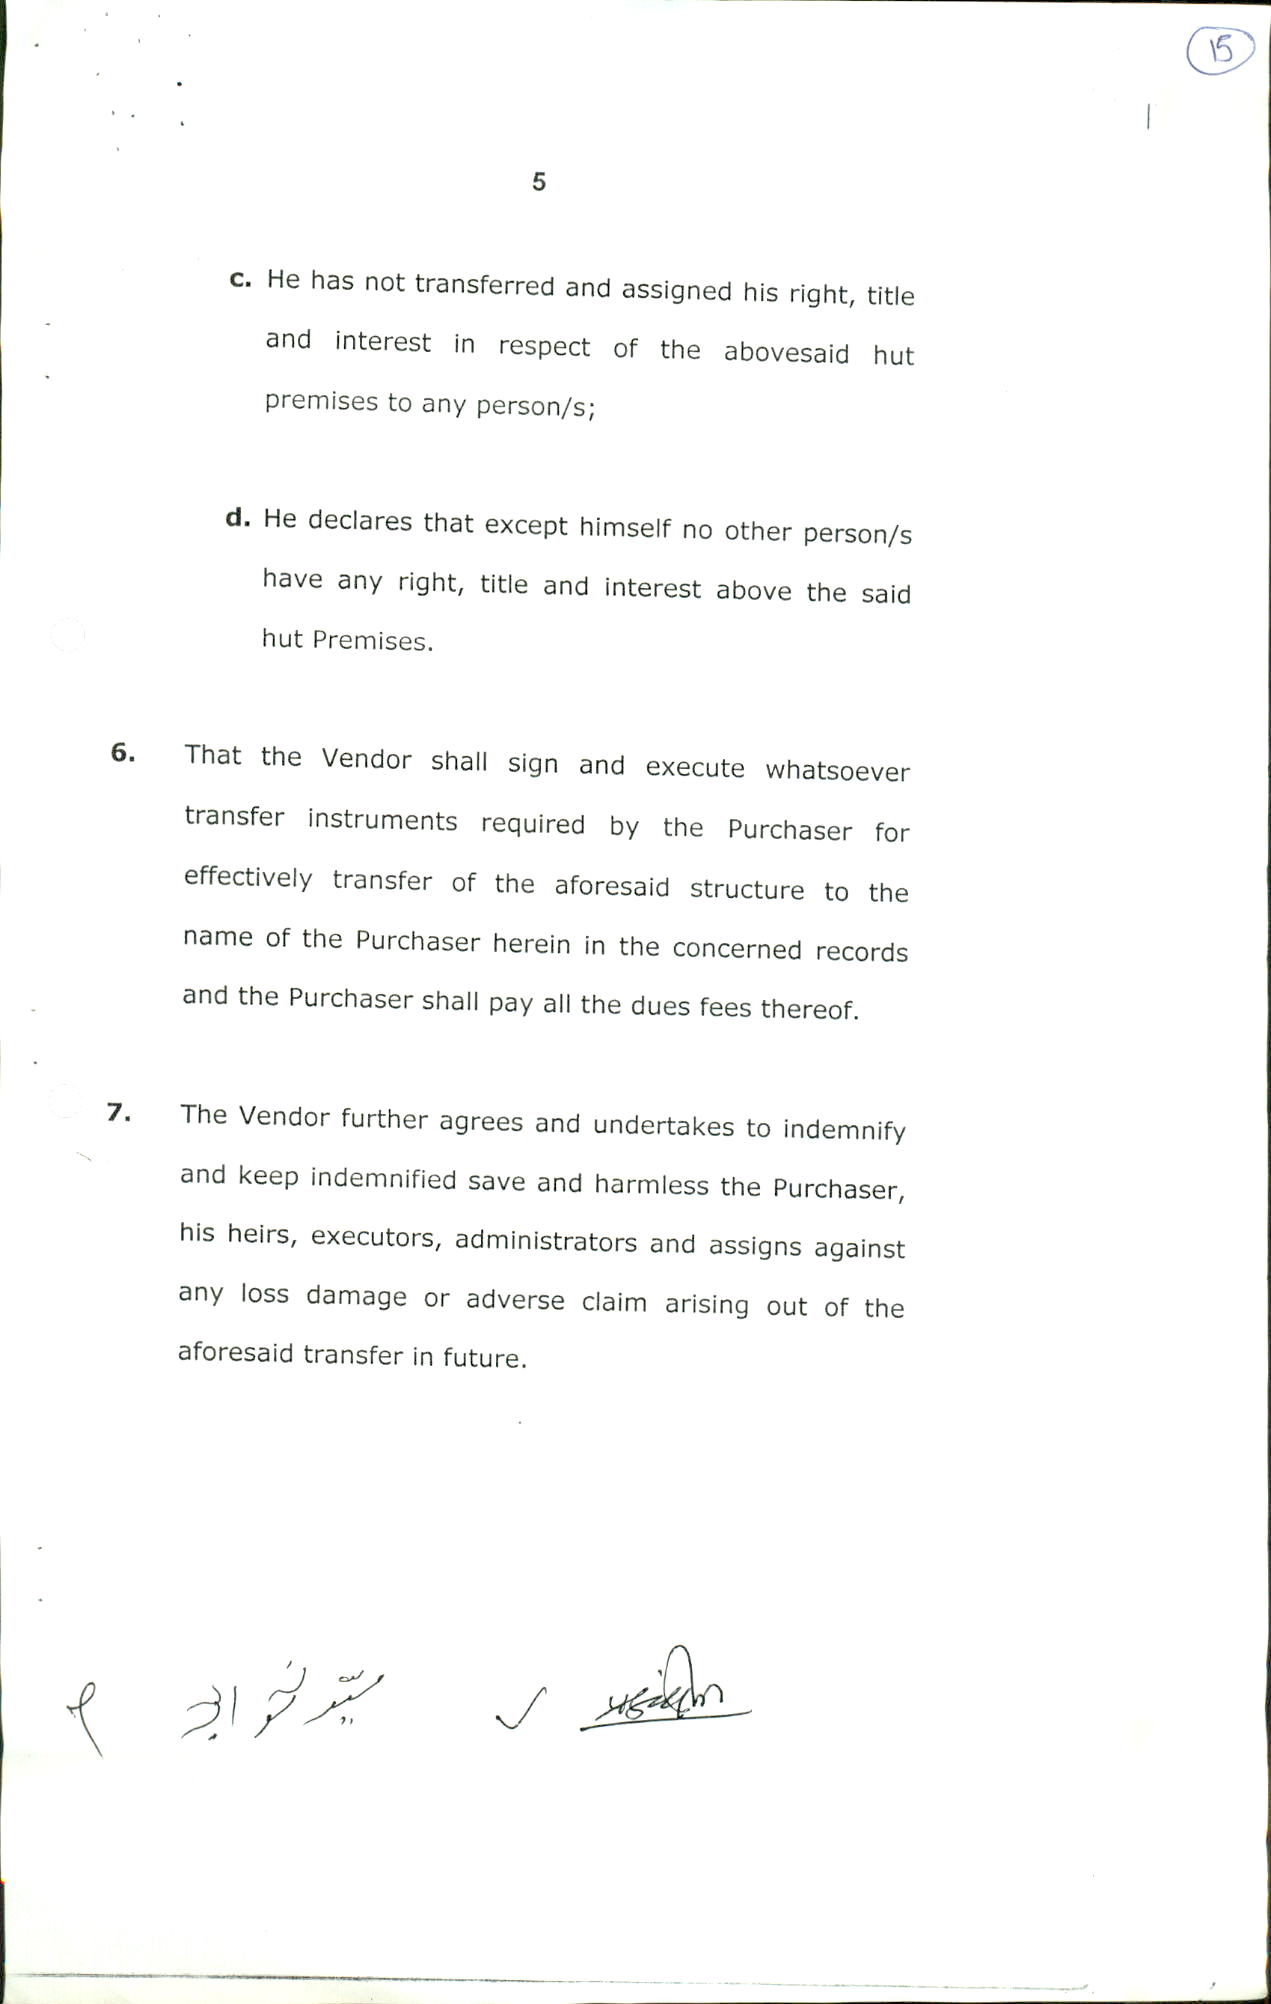 15
5
c. He has not transferred and assigned his right, title
and interest in respect of the abovesaid hut
premises to any person/s;
d. He declares that except himself no other person/s
have any right, title and interest above the said
hut Premises.
6. That the Vendor shall sign and execute whatsoever
transfer instruments required by the Purchaser for
effectively transfer of the aforesaid structure to the
name of the Purchaser herein in the concerned records
and the Purchaser shall pay all the dues fees thereof.
7. The Vendor further agrees and undertakes to indemnify
and keep indemnified save and harmless the Purchaser,
his heirs, executors, administrators and assigns against
any loss damage or adverse claim arising out of the
aforesaid transfer in future.